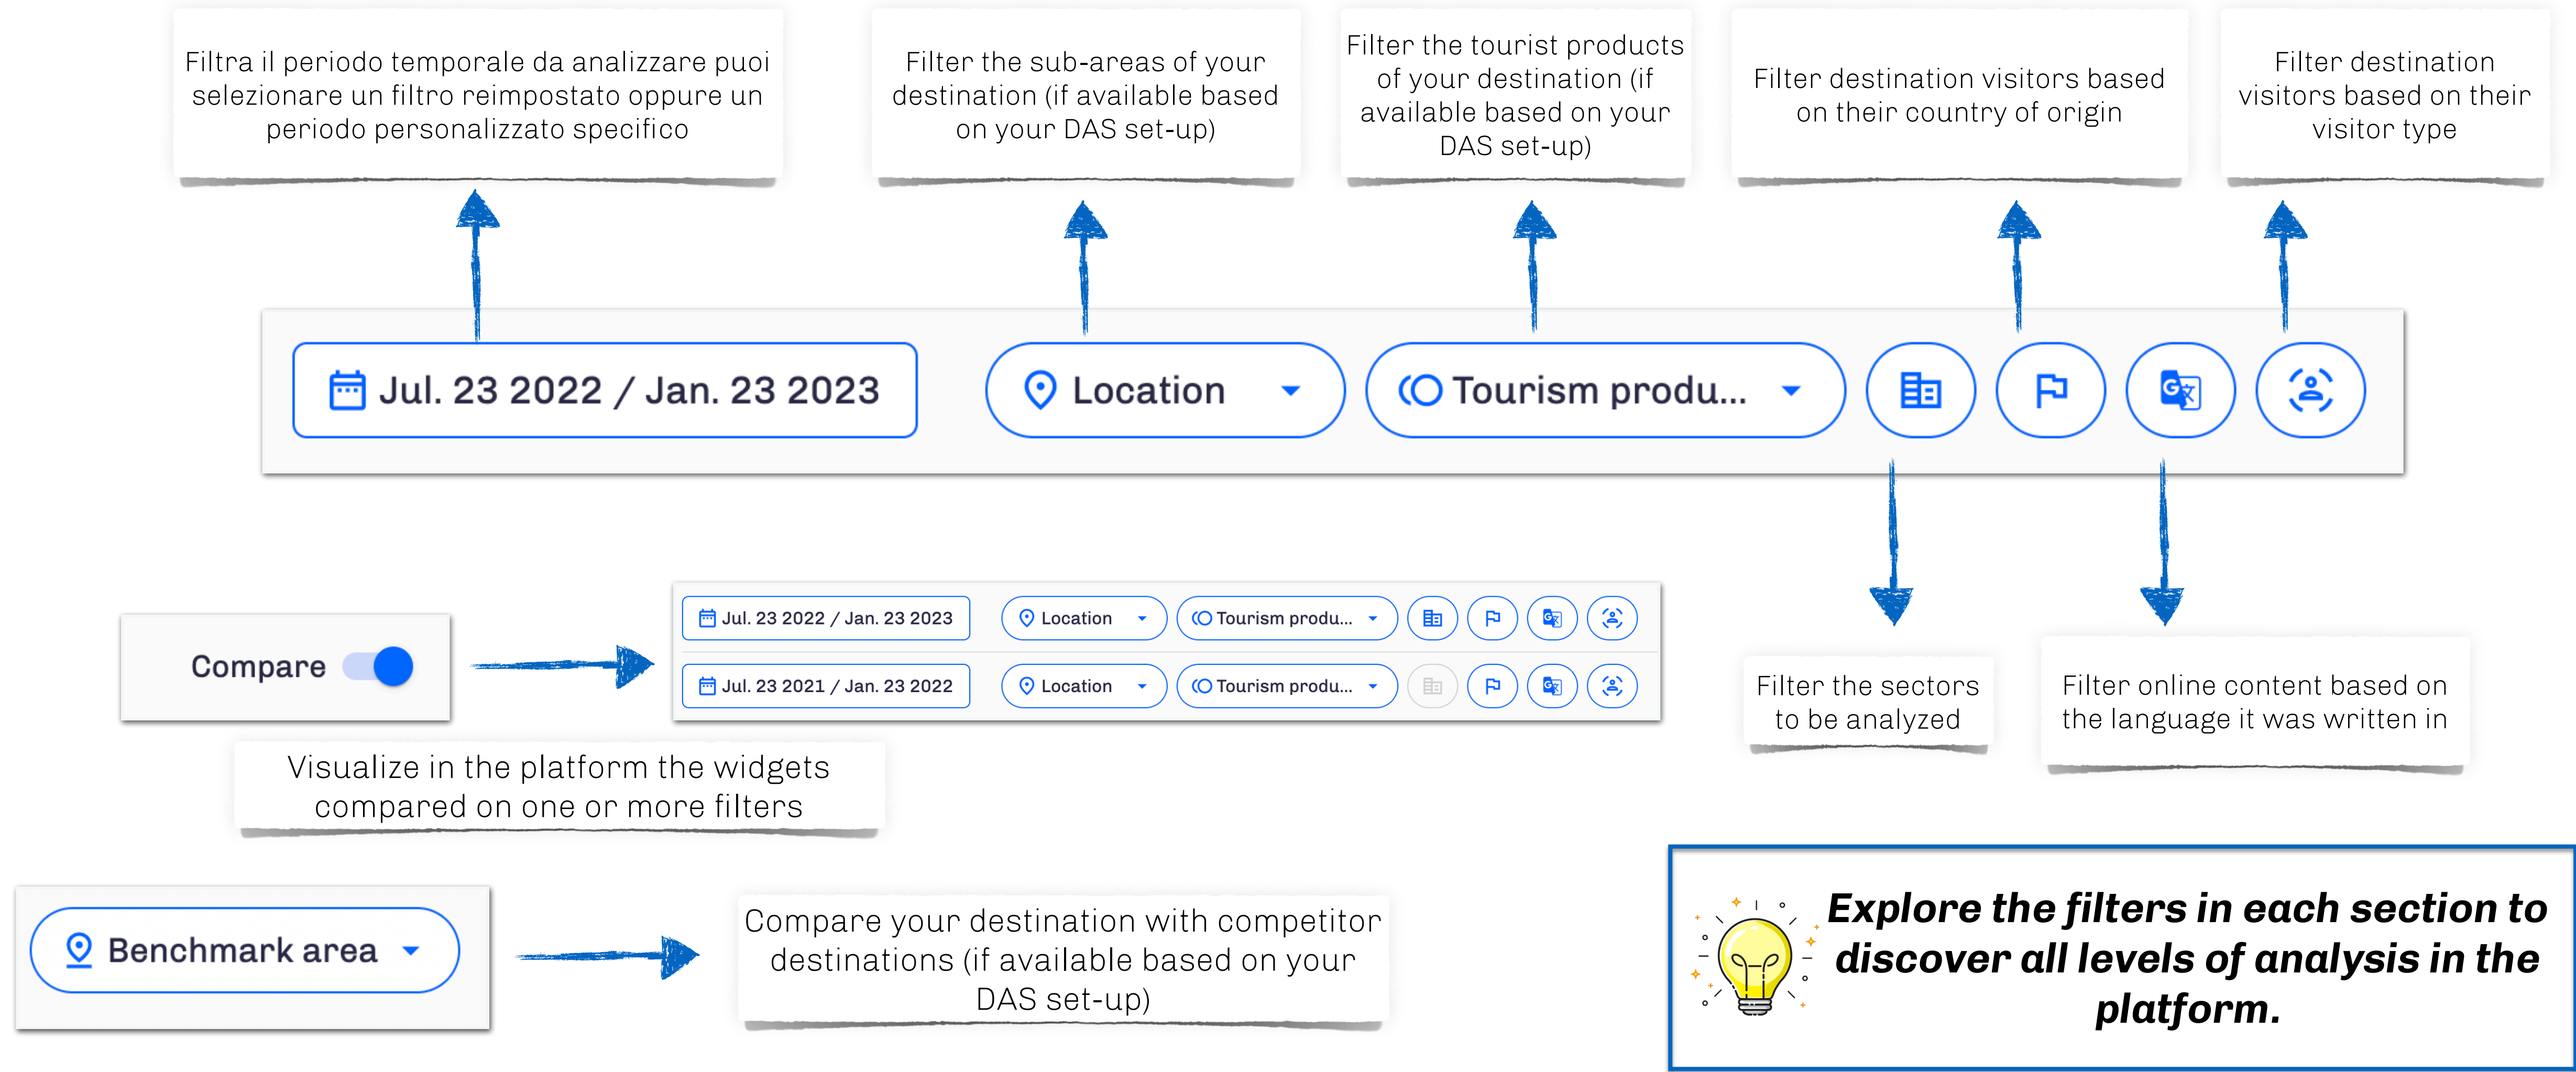 Filtra il periodo temporale da analizzare puoi
selezionare un filtro reimpostato oppure un
periodo personalizzato specifico
Filter the sub-areas of your
destination (if available based
on your DAS set-up)
Filter the tourist products
of your destination (if
available based on your
DAS set-up)
Filter destination visitors based
on their country of origin
Filter destination
visitors based on their
visitor type
Jul. 23 2022 / Jan. 23 2023
Location
Tourism produ...
Compare
Jul. 23 2022 / Jan. 23 2023
Location
Tourism produ...
Jul. 23 2021 / Jan. 23 2022
Location
Tourism produ...
Filter the sectors
to be analyzed
Filter online content based on
the language it was written in
Visualize in the platform the widgets
compared on one or more filters
Benchmark area
Compare your destination with competitor
destinations (if available based on your
DAS set-up)
Explore the filters in each section to
discover all levels of analysis in the
platform.